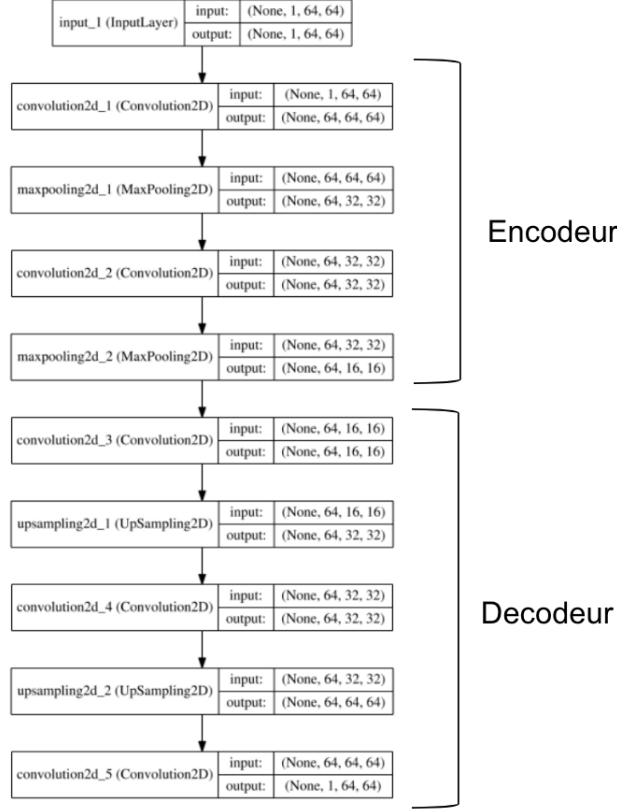 input_1 (InputLayer) input: (None, 1, 64, 64)
output: (None, 1, 64, 64)
convolution2d_1 (Convolution2D) input: (None, 1, 64, 64)
output: (None, 64, 64, 64)
maxpooling2d_1 (MaxPooling2D) input: (None, 64, 64, 64)
output: (None, 64, 32, 32)
Encodeur
convolution2d_2 (Convolution2D) input: (None, 64, 32, 32)
output: (None, 64, 32, 32)
maxpooling2d_2 (MaxPooling2D) input: (None, 64, 32, 32)
output: (None, 64, 16, 16)
convolution2d_3 (Convolution2D) input: (None, 64, 16, 16)
output: (None, 64, 16, 16)
upsampling2d_1 (UpSampling2D) input: (None, 64, 16, 16)
output: (None, 64, 32, 32)
convolution2d_4 (Convolution2D) input: (None, 64, 32, 32)
output: (None, 64, 32, 32)
Decodeur
upsampling2d_2 (UpSampling2D) input: (None, 64, 32, 32)
output: (None, 64, 64, 64)
convolution2d_5 (Convolution2D) input: (None, 64, 64, 64)
output: (None, 1, 64, 64)